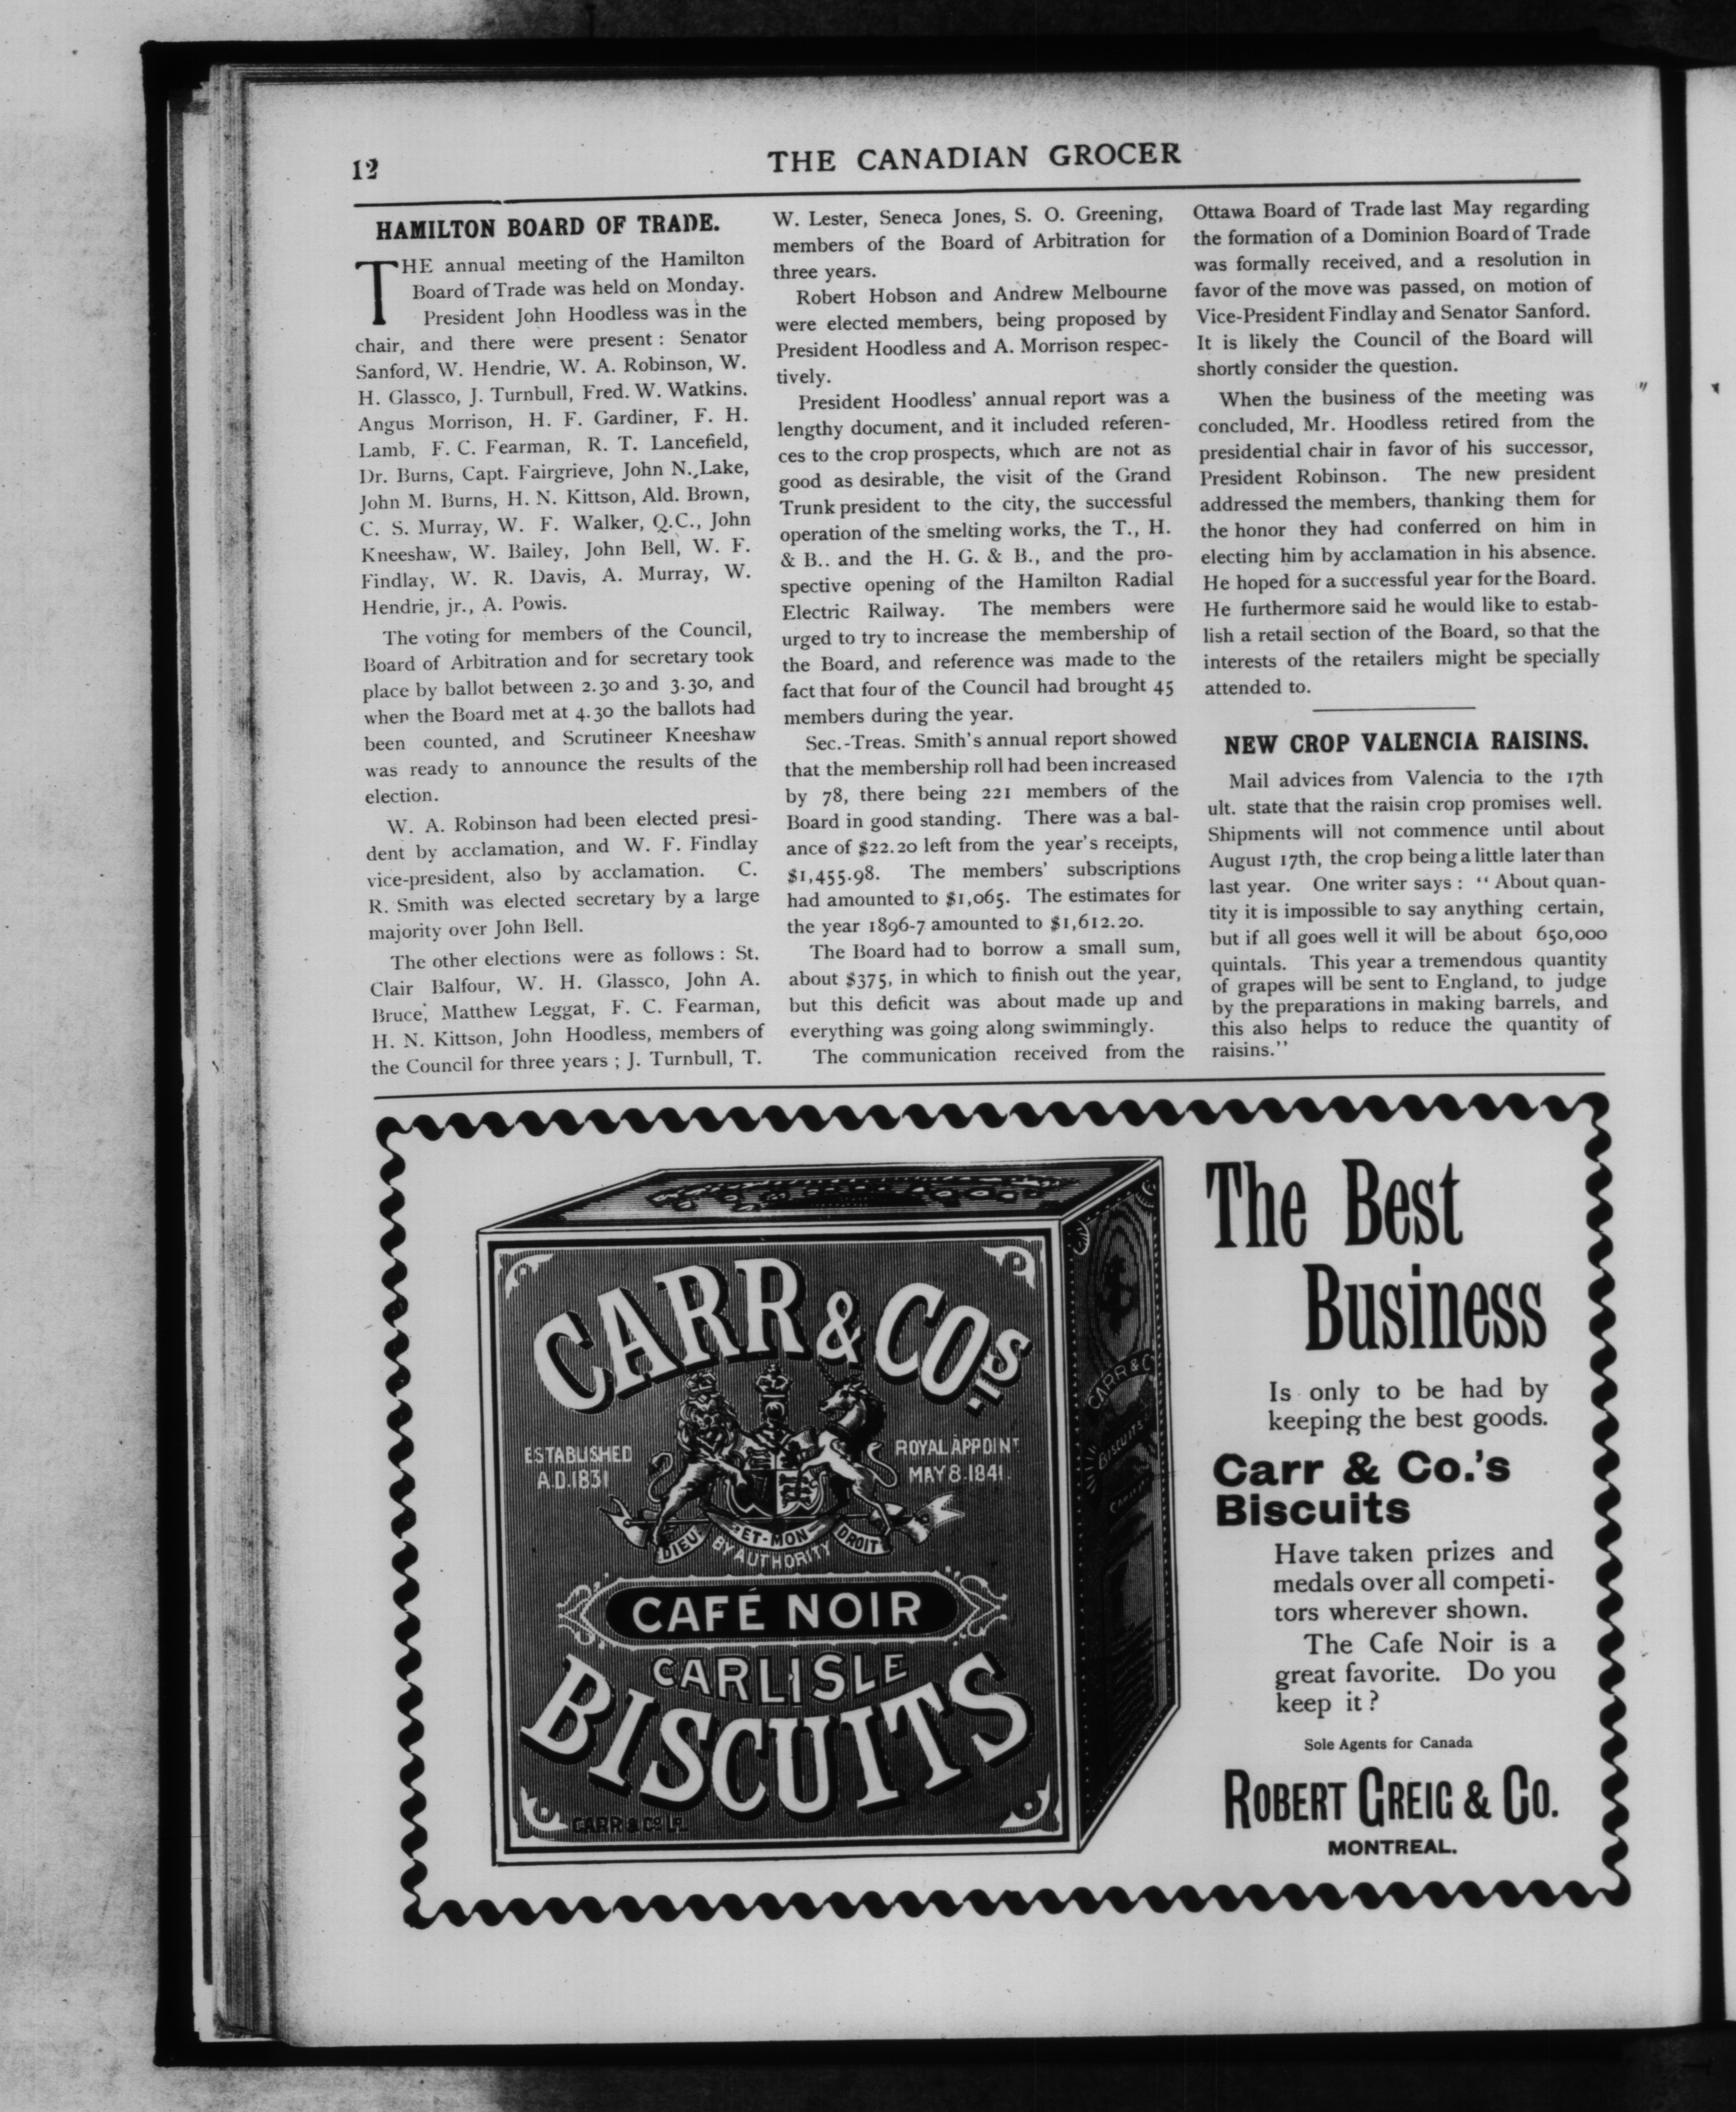 12
THE CANADIAN GROCER
HAMILTON BOARD OF TRADE.
THE annual meeting of the Hamilton
Board of Trade was held on Monday.
President John Hoodless was in the
chair, and there were present : Senator
Sanford, W. Hendrie, W. A. Robinson, W.
H. Glassco, J. Turnbull, Fred. W. Watkins.
Angus Morrison, H. F. Gardiner, F. H.
Lamb, F. C. Fearman, R. T. Lancefield,
Dr. Burns, Capt. Fairgrieve, John N. Lake,
John M. Burns, H. N. Kittson, Ald. Brown,
C. S. Murray, W. F. Walker, Q.C., John
Kneeshaw, W. Bailey, John Bell, W. F.
Findlay, W. R. Davis, A. Murray, W.
Hendrie, jr., A. Powis.
The voting for members of the Council,
Board of Arbitration and for secretary took
place by ballot between 2.30 and 3.30, and
when the Board met at 4.30 the ballots had
been counted, and Scrutineer Kneeshaw
was ready to announce the results of the
election.
W. A. Robinson had been elected presi-
dent by acclamation, and W. F. Findlay
vice-president, also by acclamation. C.
R. Smith was elected secretary by a large
majority over John Bell.
The other elections were as follows : St.
Clair Balfour, W. H. Glassco, John A.
Bruce, Matthew Leggat, F. C. Fearman,
H. N. Kittson, John Hoodless, members of
the Council for three years ; J. Turnbull, T.
W. Lester, Seneca Jones, S. O. Greening,
members of the Board of Arbitration for
three years.
Robert Hobson and Andrew Melbourne
were elected members, being proposed by
President Hoodless and A. Morrison respec-
tively.
President Hoodless' annual report was a
lengthy document, and it included referen-
ces to the crop prospects, which are not as
good as desirable, the visit of the Grand
Trunk president to the city, the successful
operation of the smelting works, the T., H.
& B.. and the H. G. & B., and the pro-
spective opening of the Hamilton Radial
Electric Railway. The members were
urged to try to increase the membership of
the Board, and reference was made to the
fact that four of the Council had brought 45
members during the year.
Sec.-Treas. Smith's annual report showed
that the membership roll had been increased
by 78, there being 221 members of the
Board in good standing. There was a bal-
ance of $22.20 left from the year's receipts,
$1,455.98. The members' subscriptions
had amounted to $1,065. The estimates for
the year 1896-7 amounted to $1,612.20.
The Board had to borrow a small sum,
about $375, in which to finish out the year,
but this deficit was about made up and
everything was going along swimmingly.
The communication received from the
Ottawa Board of Trade last May regarding
the formation of a Dominion Board of Trade
was formally received, and a resolution in
favor of the move was passed, on motion of
Vice-President Findlay and Senator Sanford.
It is likely the Council of the Board will
shortly consider the question.
When the business of the meeting was
concluded, Mr. Hoodless retired from the
presidential chair in favor of his successor,
President Robinson. The new president
addressed the members, thanking them for
the honor they had conferred on him in
electing him by acclamation in his absence.
He hoped for a successful year for the Board.
He furthermore said he would like to estab-
lish a retail section of the Board, so that the
interests of the retailers might be specially
attended to.
NEW CROP VALENCIA RAISINS.
Mail advices from Valencia to the 17th
ult. state that the raisin crop promises well.
Shipments will not commence until about
August 17th, the crop being a little later than
last year. One writer says : " About quan-
tity it is impossible to say anything certain,
but if all goes well it will be about 650,000
quintals. This year a tremendous quantity
of grapes will be sent to England, to judge
by the preparations in making barrels, and
this also helps to reduce the quantity of
raisins."
CARR & CO'S
ESTABLISHED
A.D.1831
ROYAL APPOINT
MAY 8.1841.
DIEU ET-MON DROIT
BY AUTHORITY
CAFÉ NOIR
CARLISLE
BISCUITS
CARR & CO LD.
CARR & C
BISCUITS
The Best
Business
Is only to be had by
keeping the best goods.
Carr & Co.'s
Biscuits
Have taken prizes and
medals over all competi-
tors wherever shown.
The Cafe Noir is a
great favorite. Do you
keep it ?
Sole Agents for Canada
ROBERT GREIG & CO.
MONTREAL.